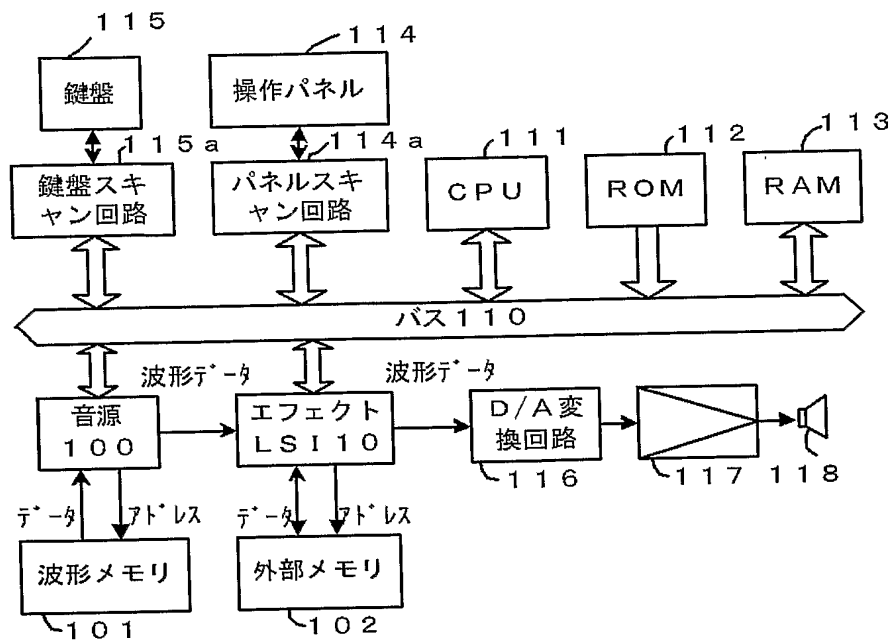 115
114
鍵盤
操作パネル
115a
114a
111
112
113
鍵盤スキ
ャン回路
パネルスキ
ャン回路
CPU
ROM
RAM
バス110
波形データ
波形データ
音源
100
エフェクト
LSI10
D/A変
換回路
116
117
118
データ
アドレス
データ
アドレス
波形メモリ
外部メモリ
101
102